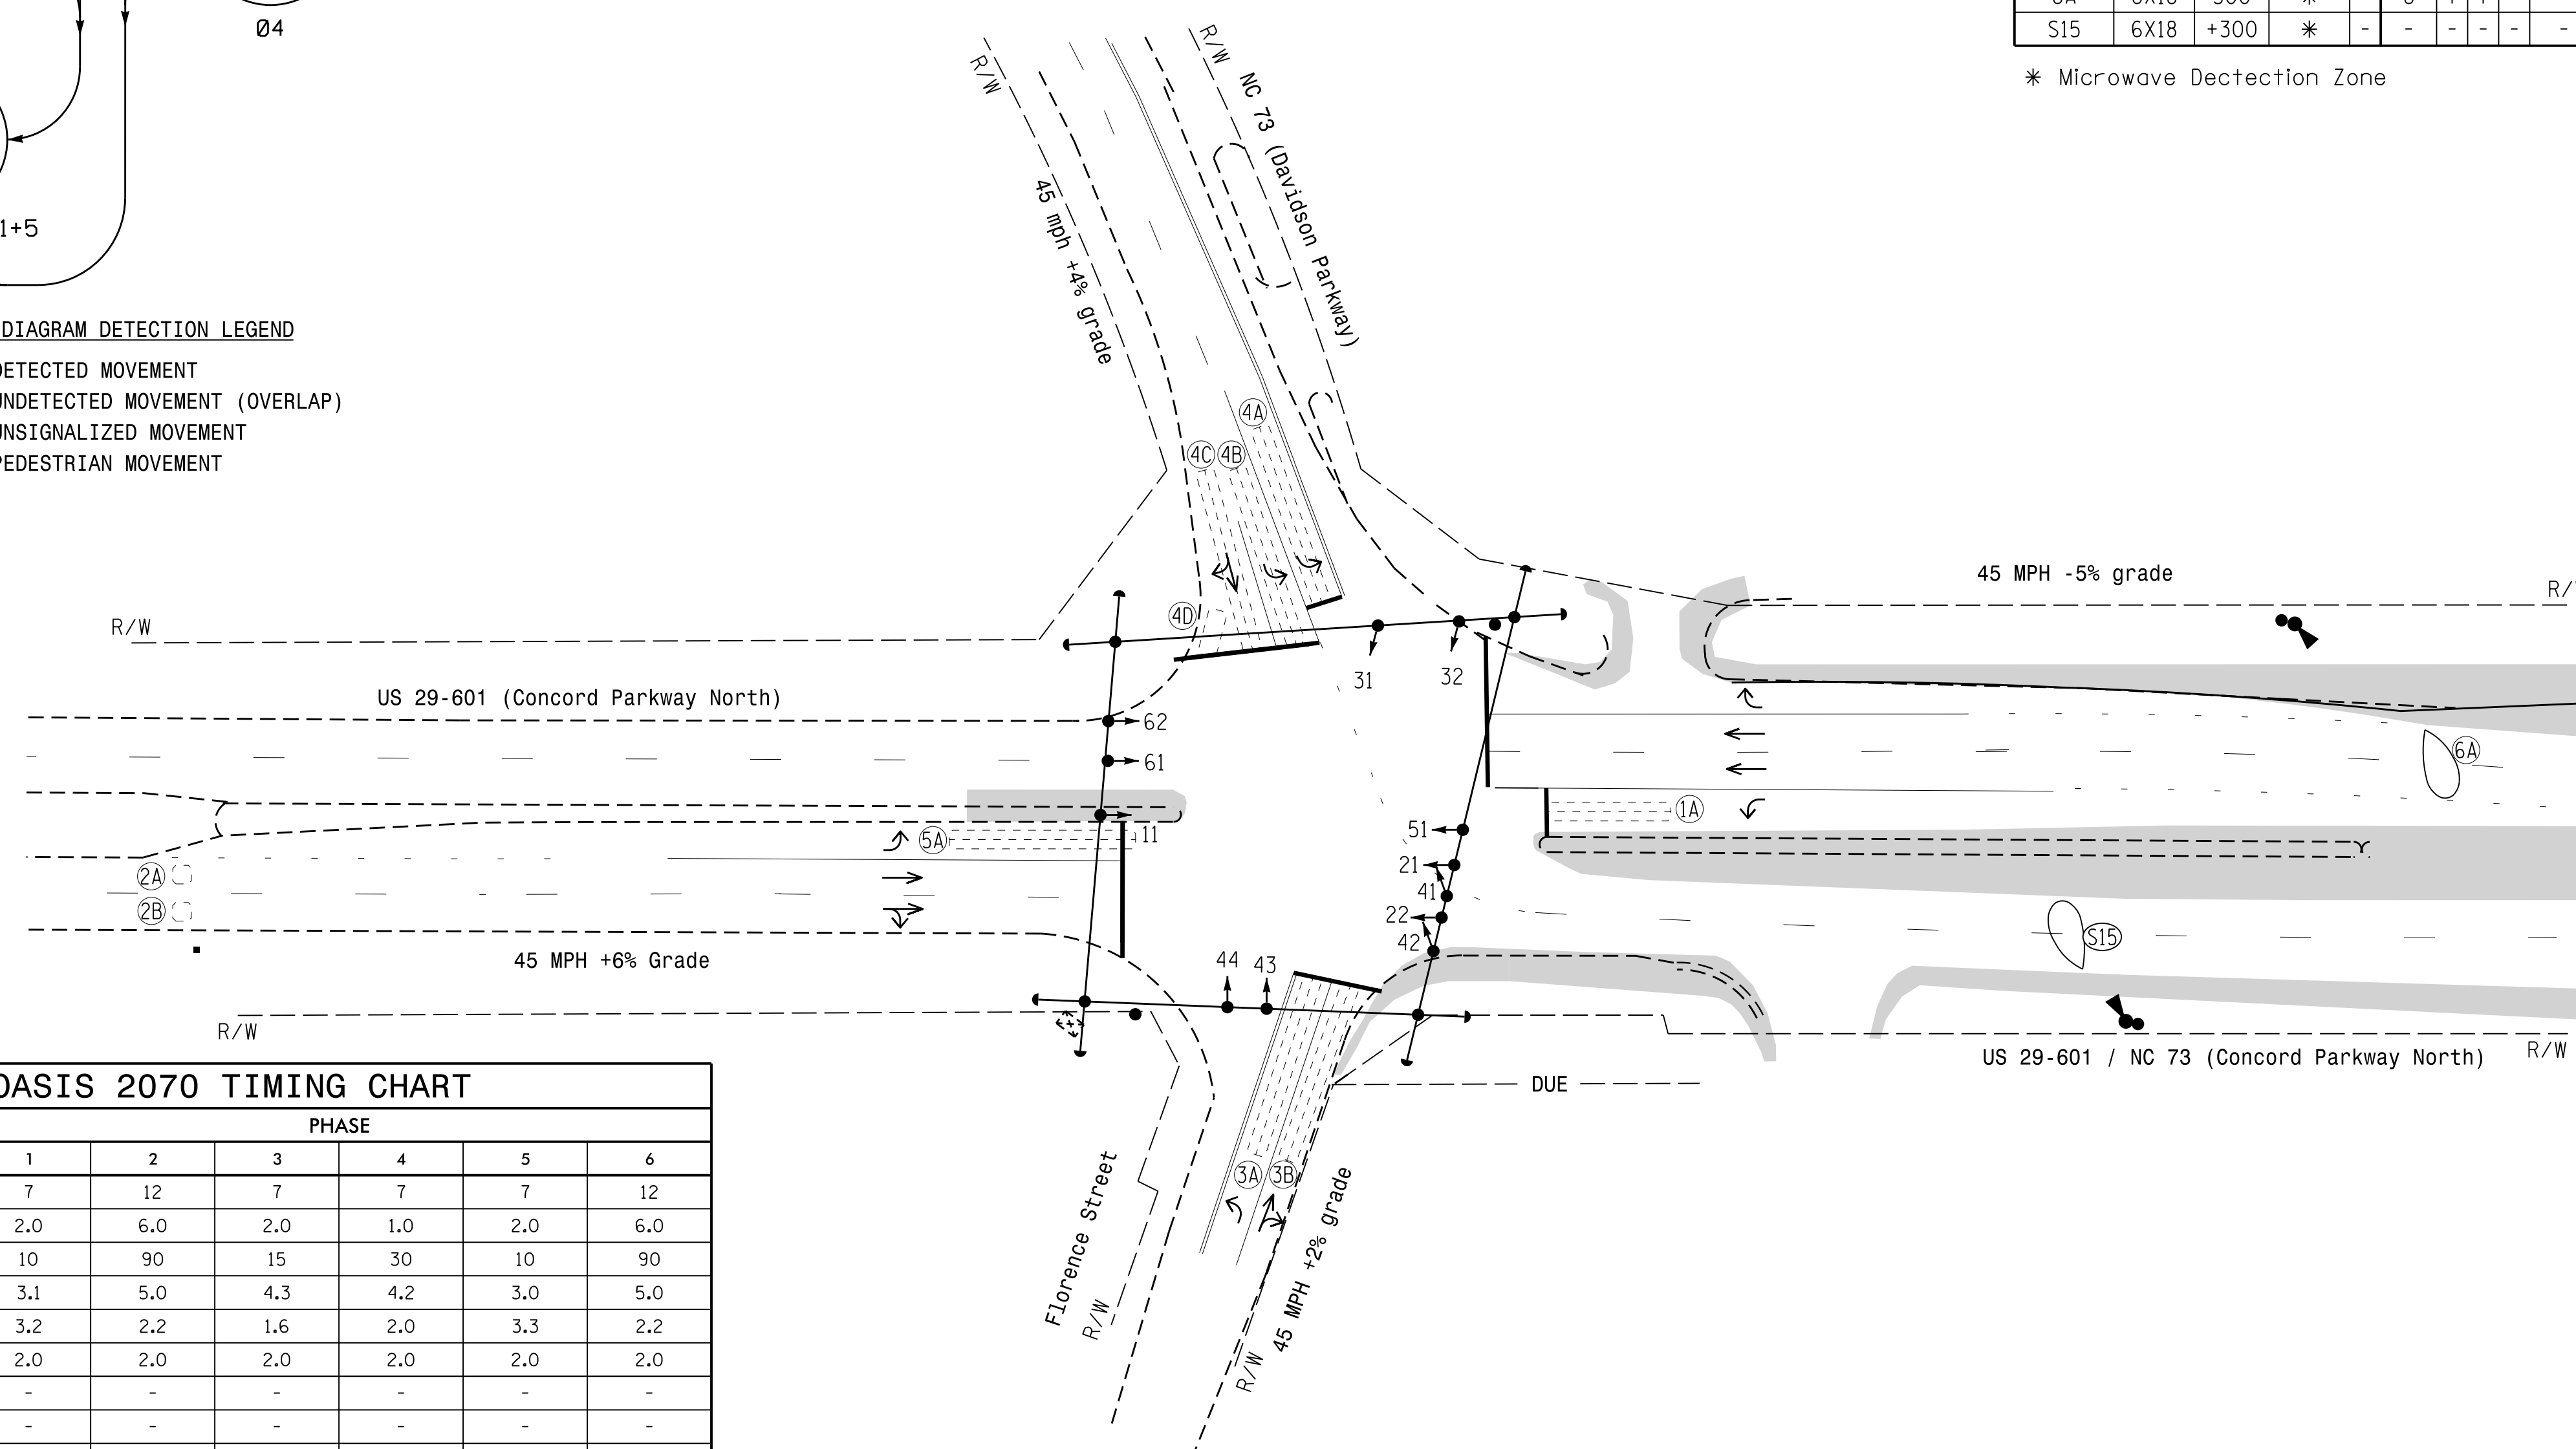 Ø4
S15 6X18 +300 * - - - - - -
* Microwave Dectection Zone
1+5
DIAGRAM DETECTION LEGEND
DETECTED MOVEMENT
UNDETECTED MOVEMENT (OVERLAP)
UNSIGNALIZED MOVEMENT
PEDESTRIAN MOVEMENT
R/W
R/W
NC 73 (Davidson Parkway)
45 mph +4% grade
4A
4C
4B
4D
45 MPH -5% grade
R/W
R/W
31
32
US 29-601 (Concord Parkway North)
62
61
6A
11
5A
1A
51
21
41
22
42
2A
2B
S15
45 MPH +6% Grade
44
43
R/W
R/W
US 29-601 / NC 73 (Concord Parkway North)
DUE
3A
3B
Florence Street
R/W
45 MPH +2% grade
R/W
OASIS 2070 TIMING CHART
PHASE
1 2 3 4 5 6
7 12 7 7 7 12
2.0 6.0 2.0 1.0 2.0 6.0
10 90 15 30 10 90
3.1 5.0 4.3 4.2 3.0 5.0
3.2 2.2 1.6 2.0 3.3 2.2
2.0 2.0 2.0 2.0 2.0 2.0
- - - - - -
- - - - - -